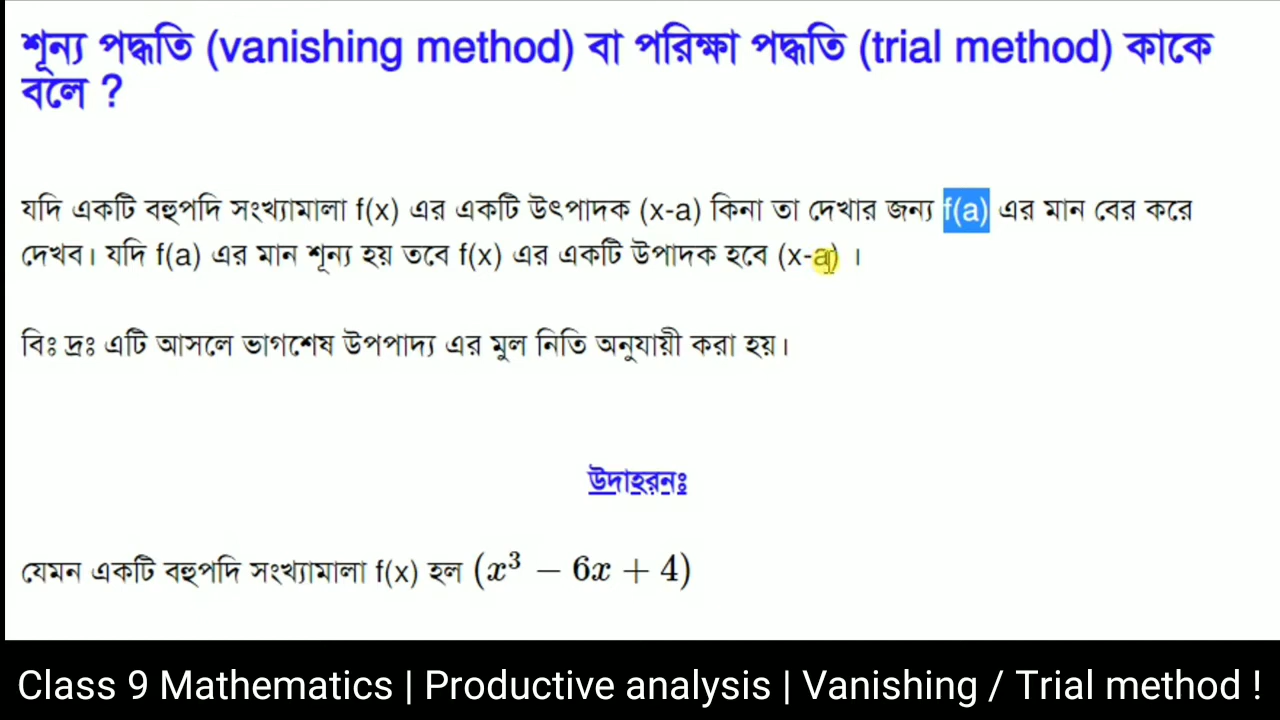 শূন্য পদ্ধতি (vanishing method) বা পরিক্ষা পদ্ধতি (trial method) কাকে
বলে ?
যদি একটি বহুপদি সংখ্যামালা f(x) এর একটি উৎপাদক (x-a) কিনা তা দেখার জন্য f(a) এর মান বের করে
দেখব। যদি f(a) এর মান শূন্য হয় তবে f(x) এর একটি উপাদক হবে (x-a) ।
বিঃ দ্রঃ এটি আসলে ভাগশেষ উপপাদ্য এর মুল নিতি অনুযায়ী করা হয়।
উদাহরনঃ
যেমন একটি বহুপদি সংখ্যামালা f(x) হল (x³ − 6x + 4)
Class 9 Mathematics | Productive analysis | Vanishing / Trial method !